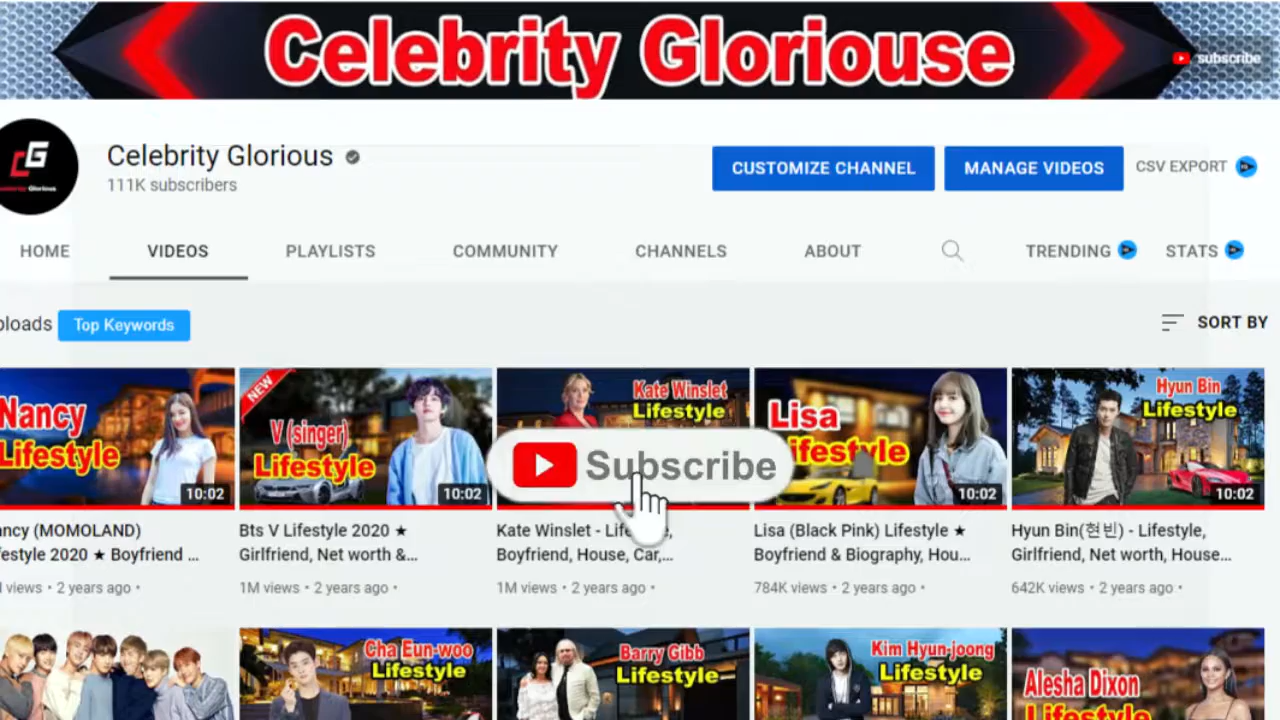 Celebrity Gloriouse
subscribe
CG
Glorious
Celebrity Glorious
111K subscribers
CUSTOMIZE CHANNEL
MANAGE VIDEOS
CSV EXPORT
HOME
VIDEOS
PLAYLISTS
COMMUNITY
CHANNELS
ABOUT
TRENDING
STATS
ploads
Top Keywords
SORT BY
Nancy
Lifestyle
10:02
NEW
V (singer)
Lifestyle
10:02
Kate Winslet
Lifestyle
Subscribe
Lisa
ifestyle
10:02
Hyun Bin
Lifestyle
10:02
ancy (MOMOLAND)
festyle 2020 ★ Boyfriend ...
views • 2 years ago •
Bts V Lifestyle 2020 ★
Girlfriend, Net worth &...
1M views • 2 years ago •
Kate Winslet - Life
Boyfriend, House, Car,...
1M views • 2 years ago •
Lisa (Black Pink) Lifestyle ★
Boyfriend & Biography, Hou...
784K views • 2 years ago •
Hyun Bin(현빈) - Lifestyle,
Girlfriend, Net worth, House...
642K views • 2 years ago •
Cha Eun-woo
Lifestyle
Barry Gibb
Lifestyle
Kim Hyun-joong
Lifestyle
Alesha Dixon
Lifestyle